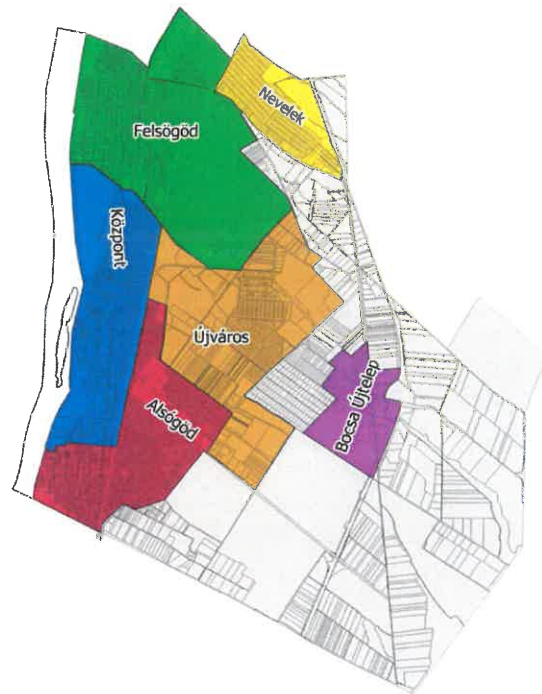 Nevelek
Felsőgöd
Központ
Újváros
Alsógöd
Bocsa Újtelep